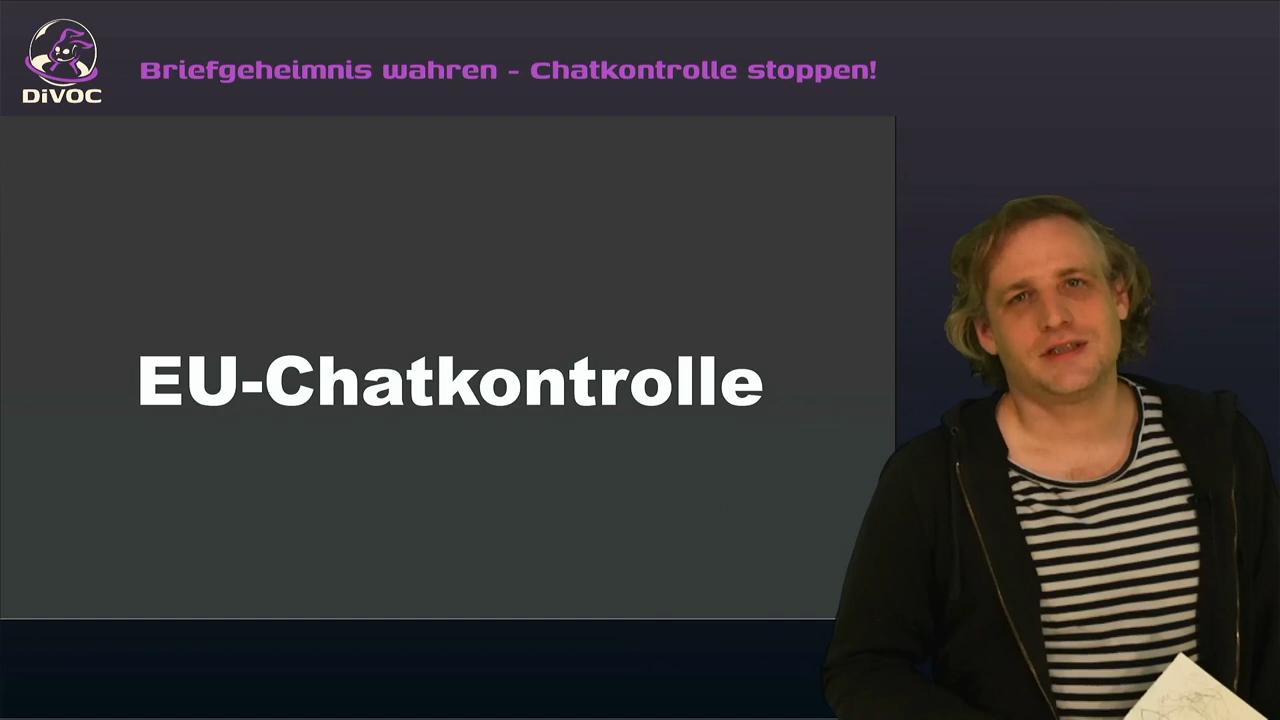 DiVOC
Briefgeheimnis wahren - Chatkontrolle stoppen!
EU-Chatkontrolle